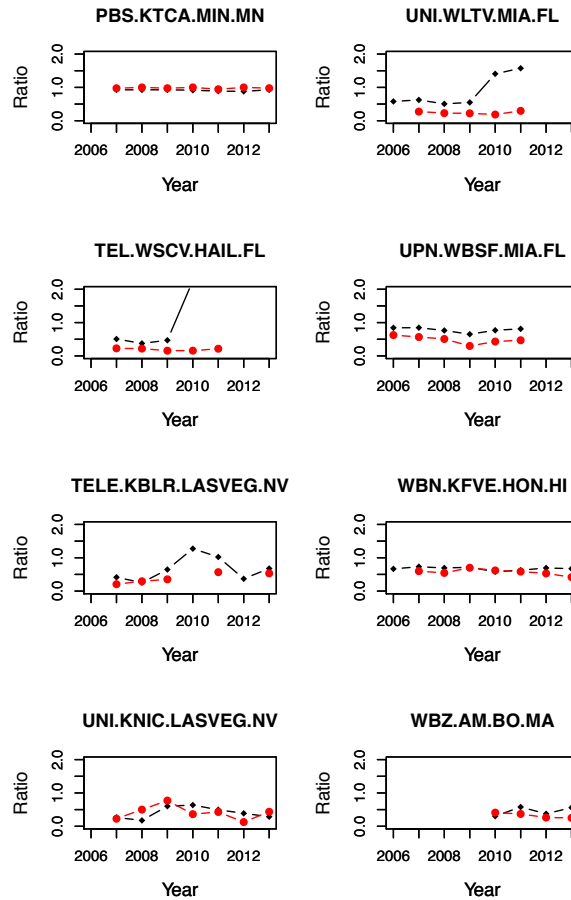 PBS.KTCA.MIN.MN
Ratio
0.0 1.0 2.0
2006 2008 2010 2012
Year
UNI.WLTV.MIA.FL
Ratio
0.0 1.0 2.0
2006 2008 2010 2012
Year
TEL.WSCV.HAIL.FL
Ratio
0.0 1.0 2.0
2006 2008 2010 2012
Year
UPN.WBSF.MIA.FL
Ratio
0.0 1.0 2.0
2006 2008 2010 2012
Year
TELE.KBLR.LASVEG.NV
Ratio
0.0 1.0 2.0
2006 2008 2010 2012
Year
WBN.KFVE.HON.HI
Ratio
0.0 1.0 2.0
2006 2008 2010 2012
Year
UNI.KNIC.LASVEG.NV
Ratio
0.0 1.0 2.0
2006 2008 2010 2012
Year
WBZ.AM.BO.MA
Ratio
0.0 1.0 2.0
2006 2008 2010 2012
Year